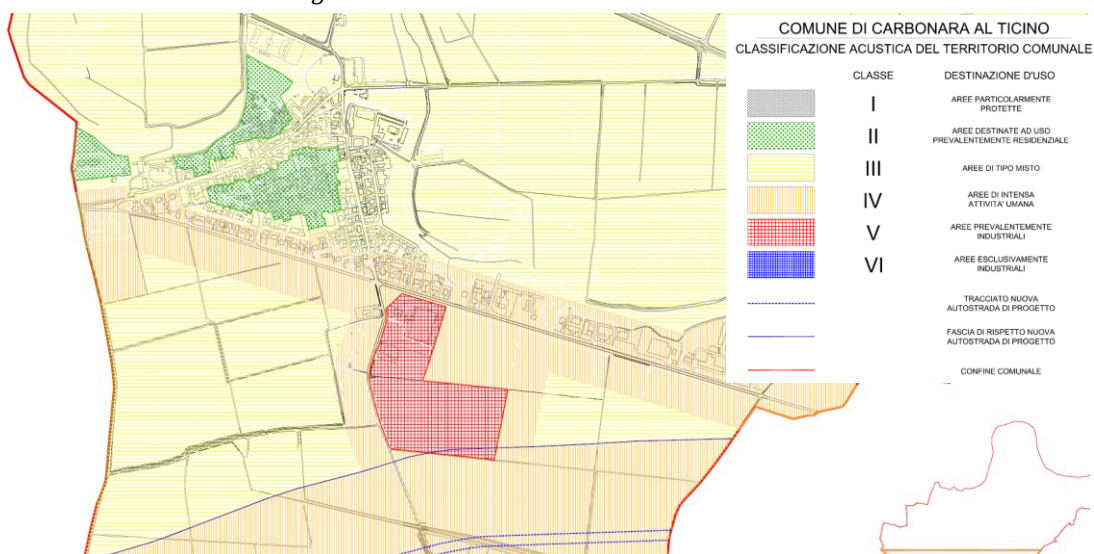 COMUNE DI CARBONARA AL TICINO
CLASSIFICAZIONE ACUSTICA DEL TERRITORIO COMUNALE
CLASSE DESTINAZIONE D'USO
I AREE PARTICOLARMENTE
PROTETTE
II AREE DESTINATE AD USO
PREVALENTEMENTE RESIDENZIALE
III AREE DI TIPO MISTO
IV AREE DI INTENSA
ATTIVITA' UMANA
V AREE PREVALENTEMENTE
INDUSTRIALI
VI AREE ESCLUSIVAMENTE
INDUSTRIALI
TRACCIATO NUOVA
AUTOSTRADA DI PROGETTO
FASCIA DI RISPETTO NUOVA
AUTOSTRADA DI PROGETTO
CONFINE COMUNALE